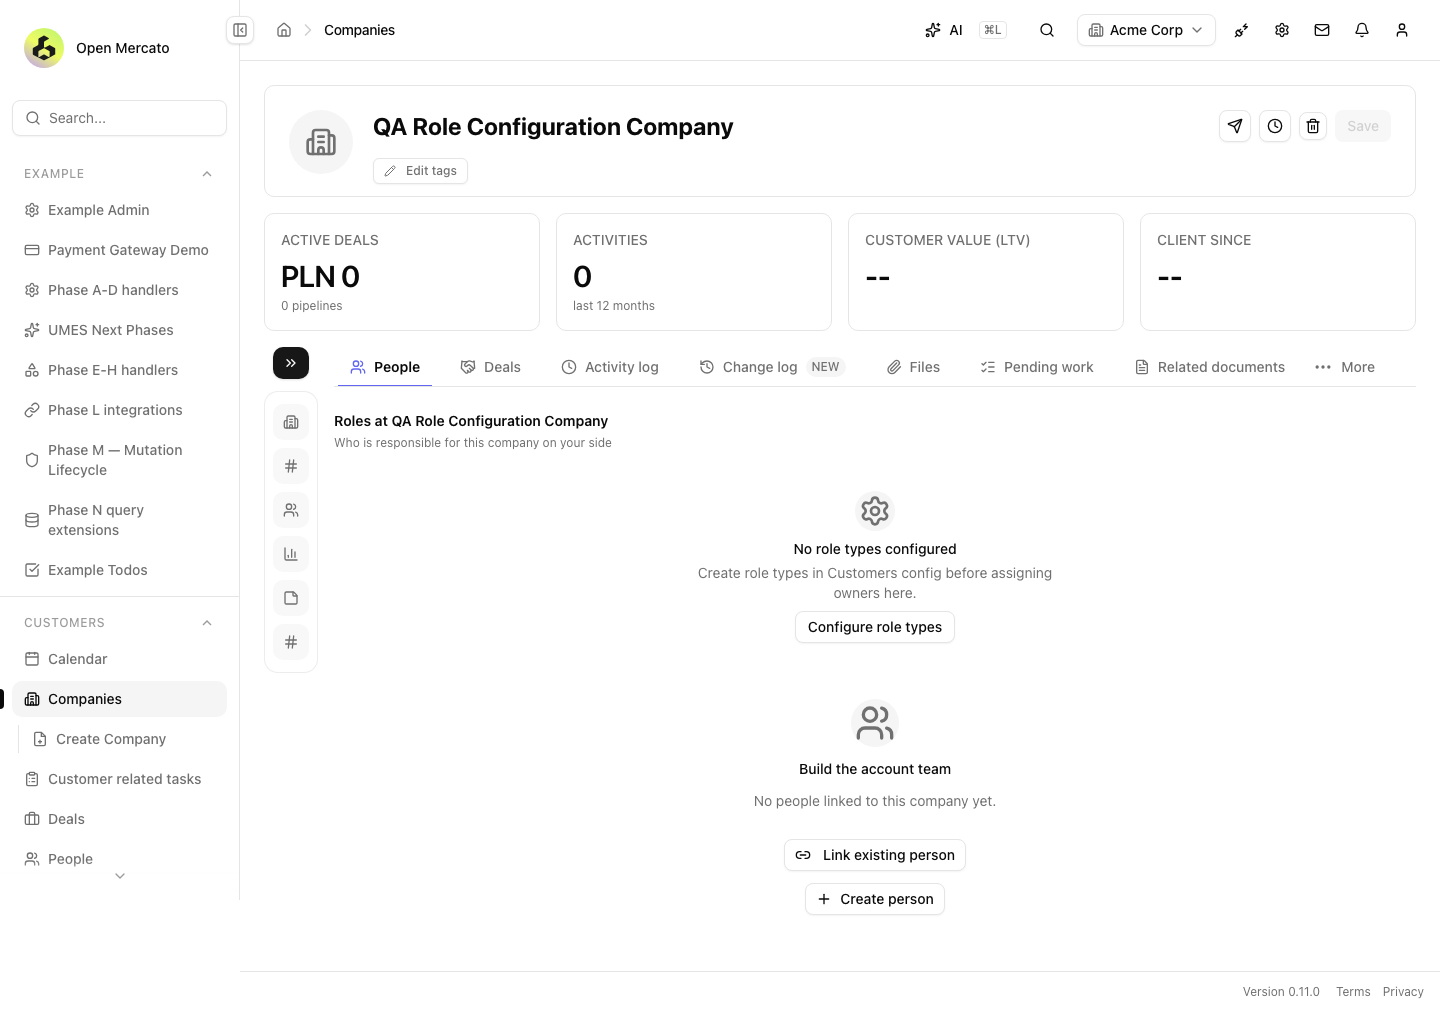 Open Mercato
Companies
AI ⌘L
Acme Corp
Search...
QA Role Configuration Company
Edit tags
Save
EXAMPLE
Example Admin
Payment Gateway Demo
Phase A-D handlers
UMES Next Phases
Phase E-H handlers
Phase L integrations
Phase M — Mutation
Lifecycle
Phase N query
extensions
Example Todos
CUSTOMERS
Calendar
Companies
Create Company
Customer related tasks
Deals
People
ACTIVE DEALS
PLN 0
0 pipelines
ACTIVITIES
0
last 12 months
CUSTOMER VALUE (LTV)
--
CLIENT SINCE
--
People
Deals
Activity log
Change log NEW
Files
Pending work
Related documents
More
Roles at QA Role Configuration Company
Who is responsible for this company on your side
No role types configured
Create role types in Customers config before assigning
owners here.
Configure role types
Build the account team
No people linked to this company yet.
Link existing person
Create person
Version 0.11.0
Terms
Privacy